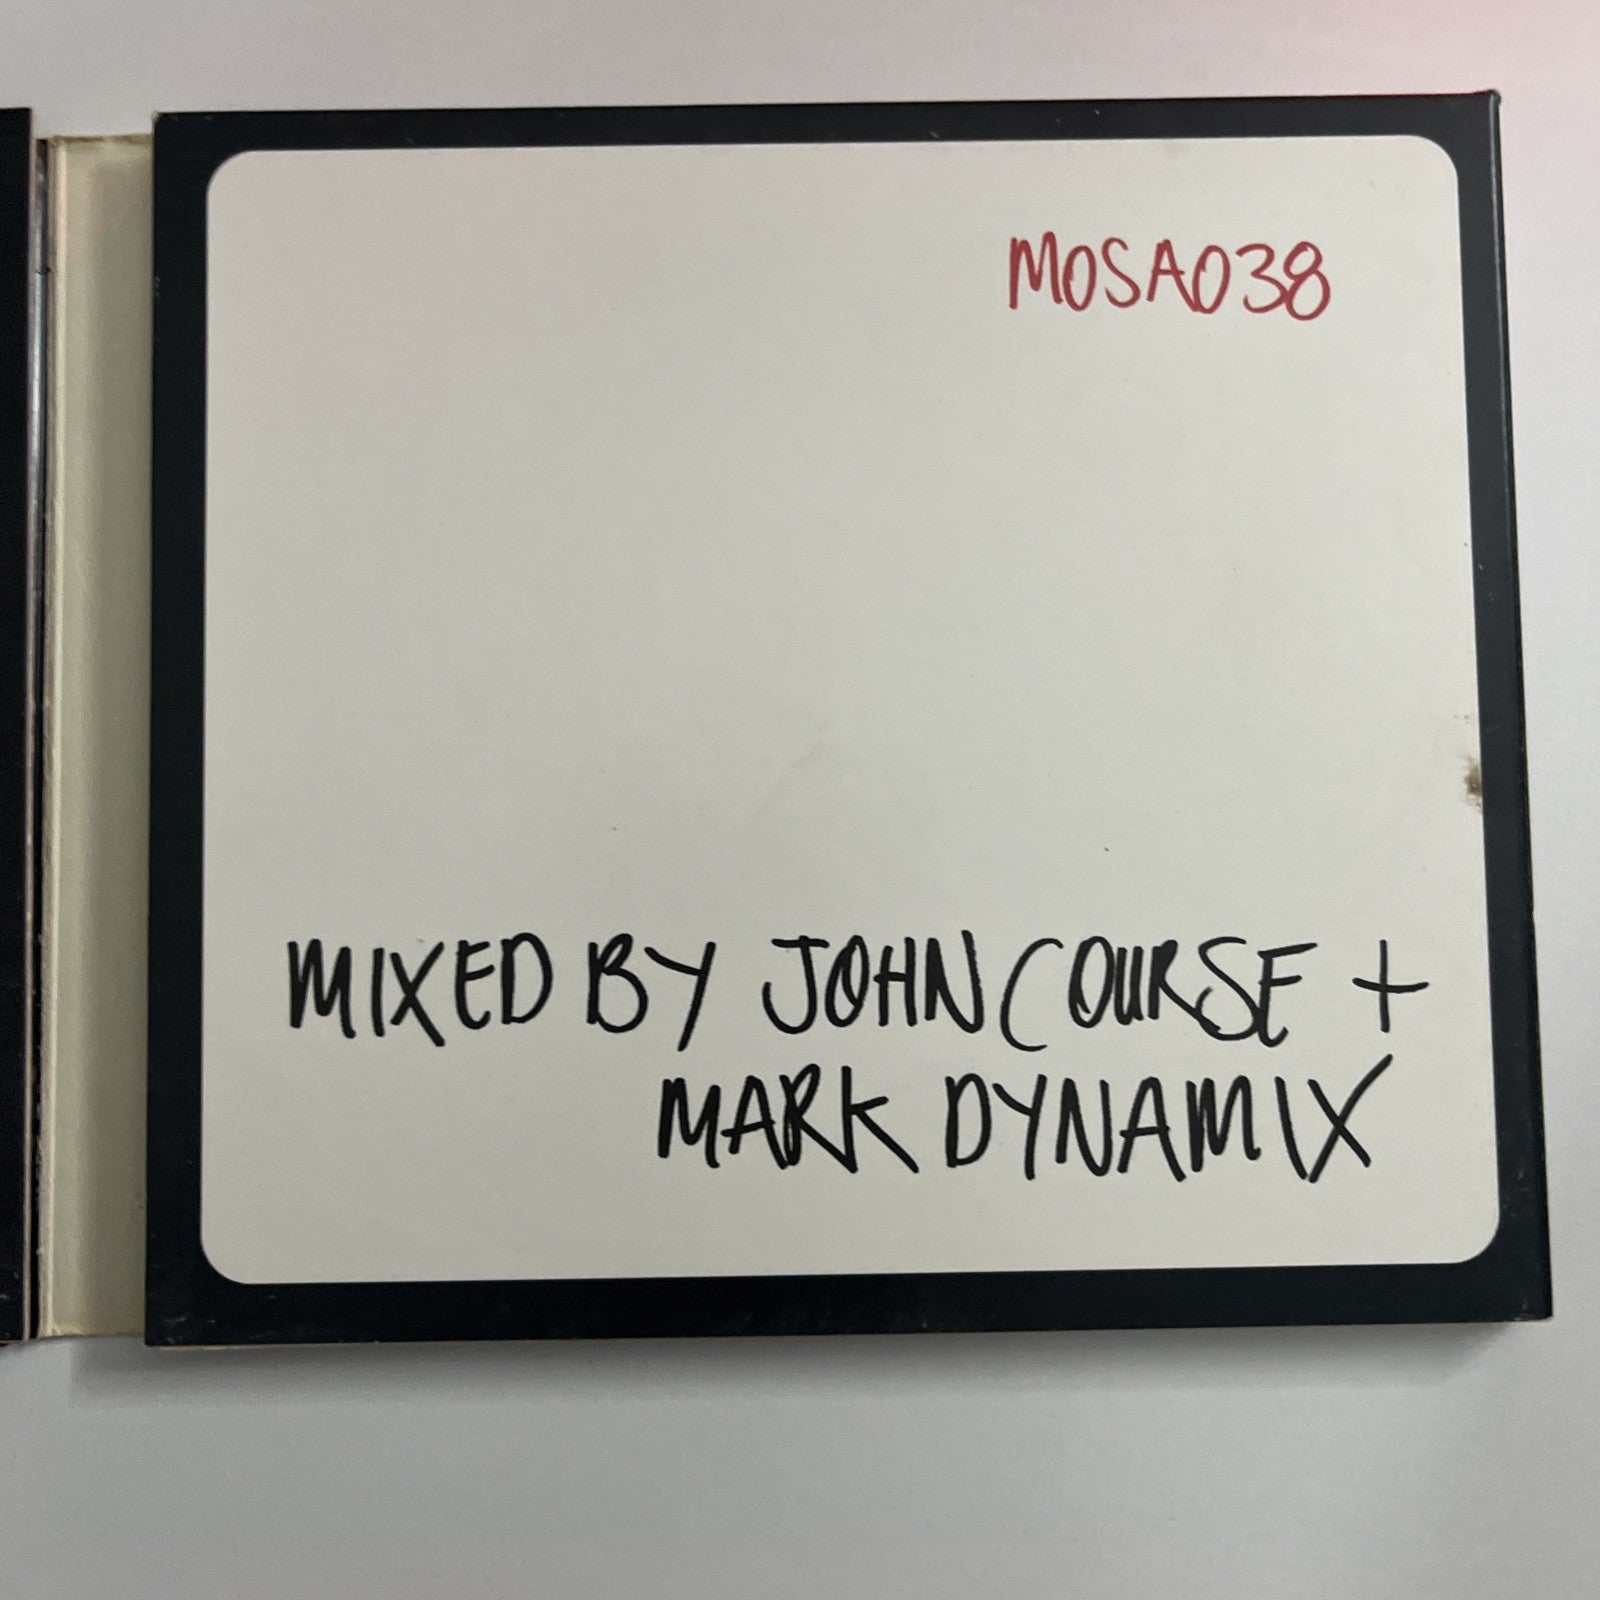 MOSA038
MIXED BY JOHN COURSE +
MARK DYNAMIX